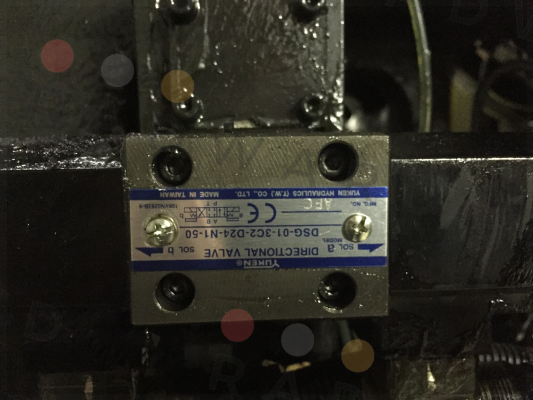 YUKEN®
DIRECTIONAL VALVE
SOL a
SOL b
MODEL
DSG-01-3C2-D24-N1-50
A B
P T
MFG. NO.
AFC
CE
YUKEN HYDRAULICS (T.W.) CO., LTD. MADE IN TAIWAN